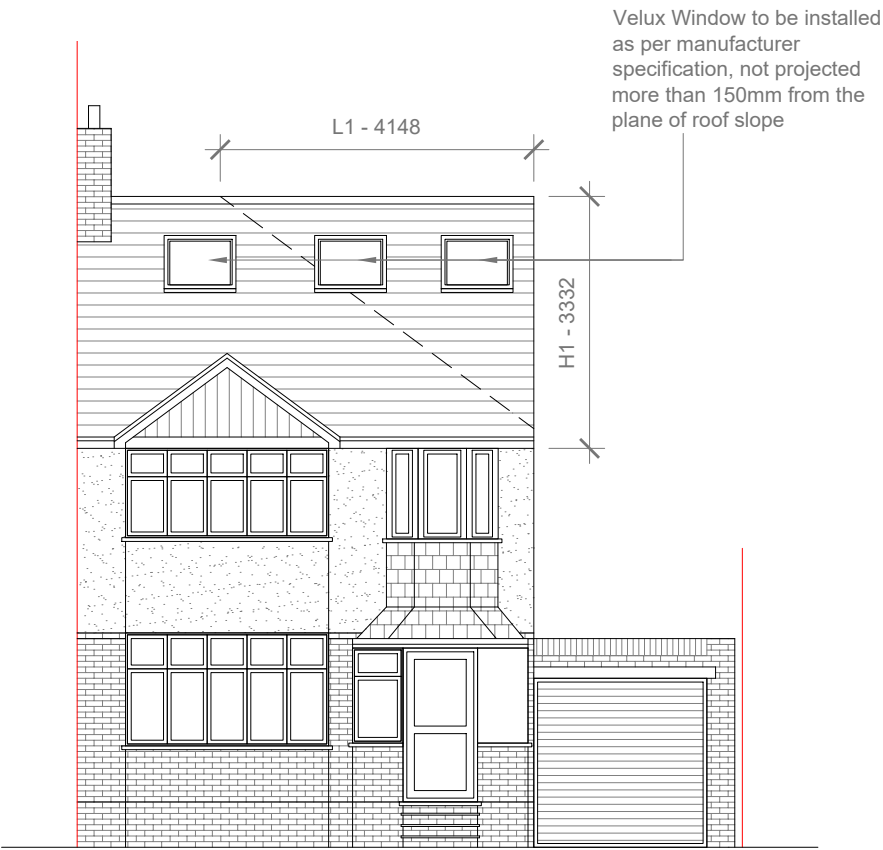 Velux Window to be installed
as per manufacturer
specification, not projected
more than 150mm from the
plane of roof slope
L1 - 4148
H1 - 3332